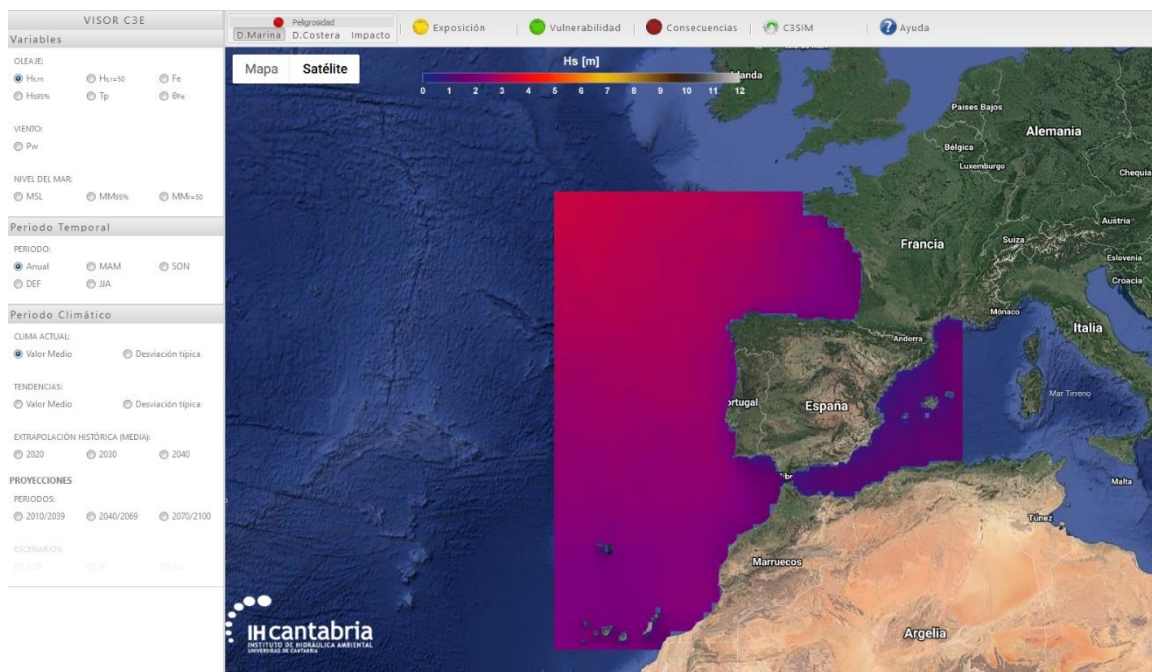 VISOR C3E
Variables
OLEAJE:
Hs,m
Hs,r=50
Fe
Hs95%
Tp
θFe
VIENTO:
Pw
NIVEL DEL MAR:
MSL
MM95%
MMr=50
Periodo Temporal
PERIODO:
Anual
MAM
SON
DEF
JJA
Periodo Climático
CLIMA ACTUAL:
Valor Medio
Desviación típica
TENDENCIAS:
Valor Medio
Desviación típica
EXTRAPOLACIÓN HISTÓRICA (MEDIA):
2020
2030
2040
PROYECCIONES
PERIODOS:
2010/2039
2040/2069
2070/2100
ESCENARIOS:
Peligrosidad
D.Marina
D.Costera
Impacto
Exposición
Vulnerabilidad
Consecuencias
C3SIM
Ayuda
Mapa
Satélite
Hs [m]
0 1 2 3 4 5 6 7 8 9 10 11 12
Países Bajos
Alemania
Bélgica
Luxemburgo
Chequia
Francia
Suiza
Austria
Eslovenia
Croacia
Mónaco
Andorra
Italia
España
Mar Tirreno
Malta
Túnez
Marruecos
Argelia
IHcantabria
INSTITUTO DE HIDRÁULICA AMBIENTAL
UNIVERSIDAD DE CANTABRIA